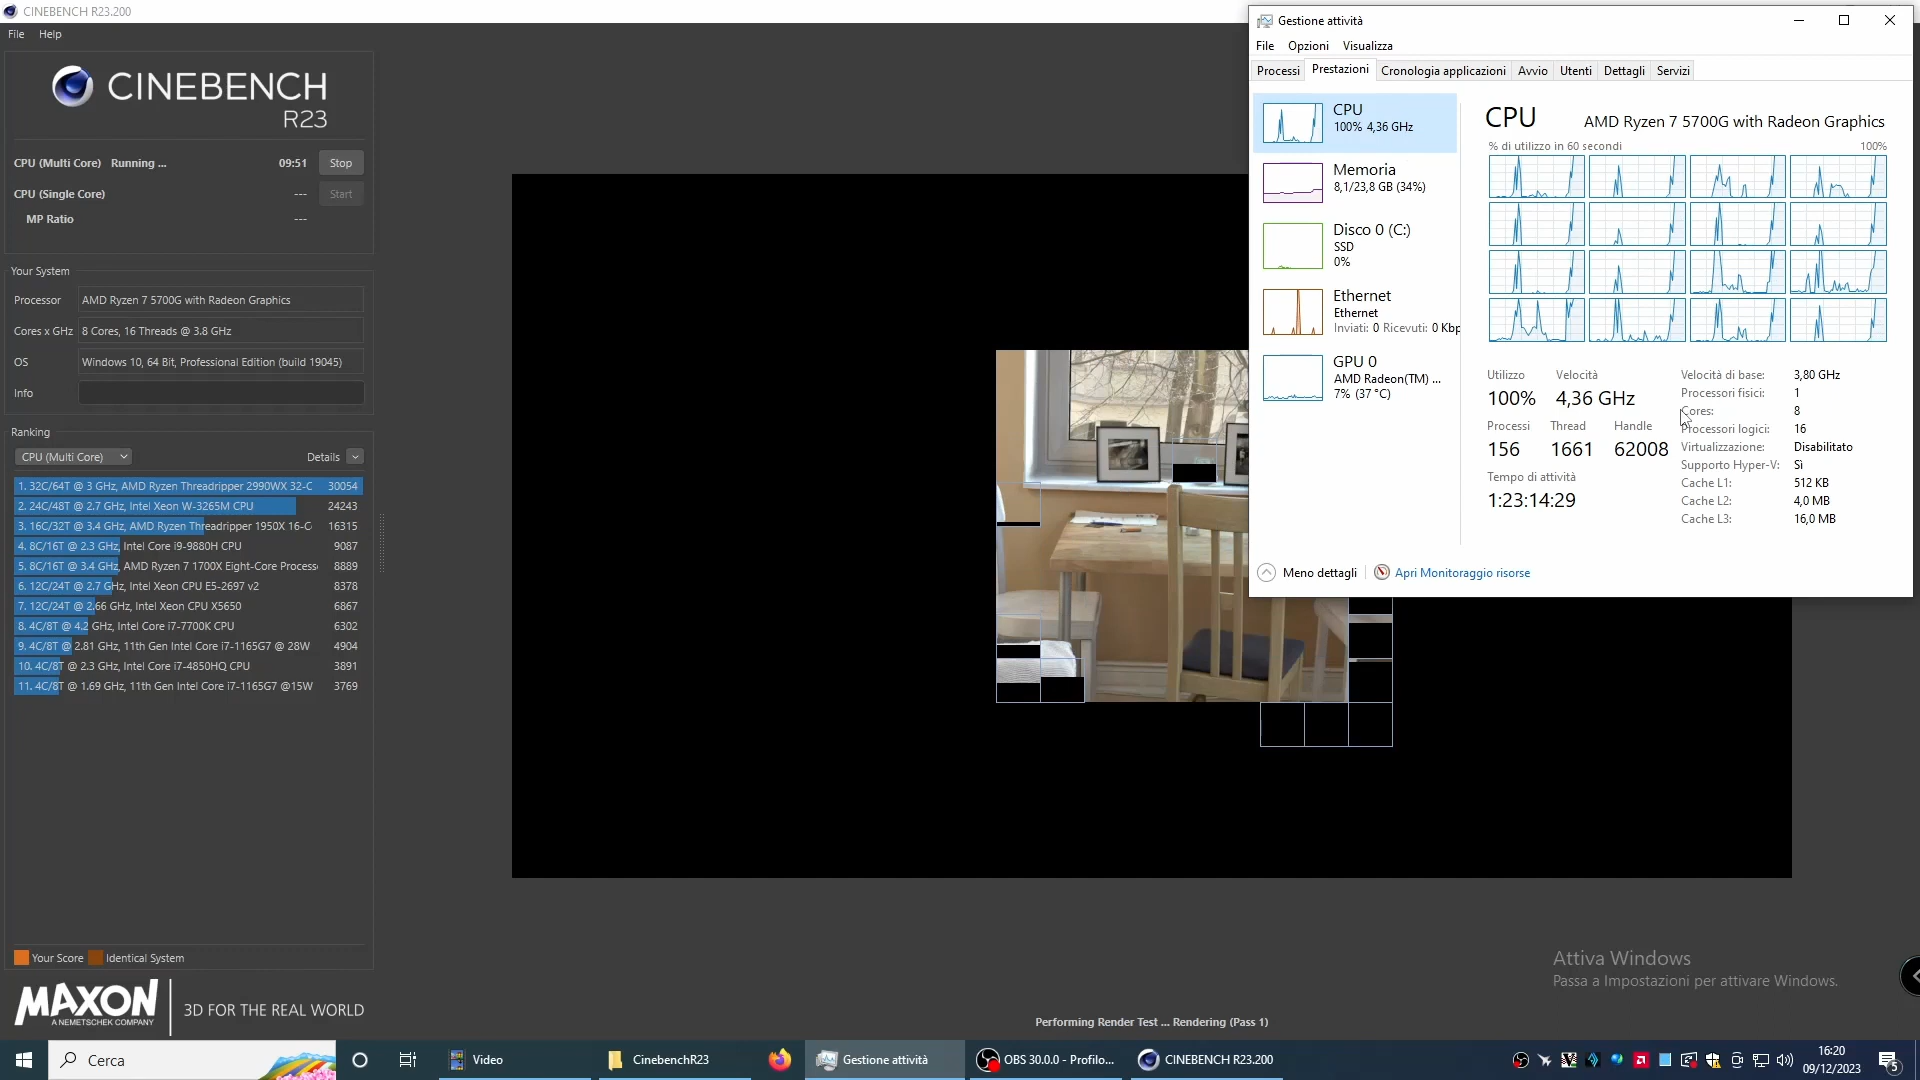 CINEBENCH R23.200
File Help
CINEBENCH
R23
CPU (Multi Core) Running ... 09:51 Stop
CPU (Single Core) --- Start
MP Ratio ---
Your System
Processor AMD Ryzen 7 5700G with Radeon Graphics
Cores x GHz 8 Cores, 16 Threads @ 3.8 GHz
OS Windows 10, 64 Bit, Professional Edition (build 19045)
Info
Ranking
CPU (Multi Core) Details
1. 32C/64T @ 3 GHz, AMD Ryzen Threadripper 2990WX 32-C 30054
2. 24C/48T @ 2.7 GHz, Intel Xeon W-3265M CPU 24243
3. 16C/32T @ 3.4 GHz, AMD Ryzen Threadripper 1950X 16-C 16315
4. 8C/16T @ 2.3 GHz, Intel Core i9-9880H CPU 9087
5. 8C/16T @ 3.4 GHz, AMD Ryzen 7 1700X Eight-Core Process 8889
6. 12C/24T @ 2.7 GHz, Intel Xeon CPU E5-2697 v2 8378
7. 12C/24T @ 2.66 GHz, Intel Xeon CPU X5650 6867
8. 4C/8T @ 4.2 GHz, Intel Core i7-7700K CPU 6302
9. 4C/8T @ 2.81 GHz, 11th Gen Intel Core i7-1165G7 @ 28W 4904
10. 4C/8T @ 2.3 GHz, Intel Core i7-4850HQ CPU 3891
11. 4C/8T @ 1.69 GHz, 11th Gen Intel Core i7-1165G7 @15W 3769
Your Score Identical System
MAXON
A NEMETSCHEK COMPANY
3D FOR THE REAL WORLD
Performing Render Test ... Rendering (Pass 1)
Gestione attività
File Opzioni Visualizza
Processi Prestazioni Cronologia applicazioni Avvio Utenti Dettagli Servizi
CPU
100% 4,36 GHz
Memoria
8,1/23,8 GB (34%)
Disco 0 (C:)
SSD
0%
Ethernet
Ethernet
Inviati: 0 Ricevuti: 0 Kbp
GPU 0
AMD Radeon(TM) ...
7% (37 °C)
CPU AMD Ryzen 7 5700G with Radeon Graphics
% di utilizzo in 60 secondi 100%
Utilizzo Velocità
100% 4,36 GHz
Processi Thread Handle
156 1661 62008
Tempo di attività
1:23:14:29
Velocità di base: 3,80 GHz
Processori fisici: 1
Cores: 8
Processori logici: 16
Virtualizzazione: Disabilitato
Supporto Hyper-V: Sì
Cache L1: 512 KB
Cache L2: 4,0 MB
Cache L3: 16,0 MB
Meno dettagli Apri Monitoraggio risorse
Attiva Windows
Passa a Impostazioni per attivare Windows.
Cerca Video CinebenchR23 Gestione attività OBS 30.0.0 - Profilo... CINEBENCH R23.200
16:20
09/12/2023
5